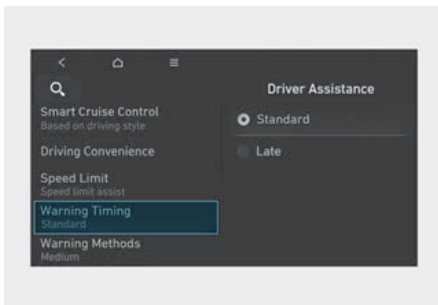 Driver Assistance
Smart Cruise Control
Based on driving style
Driving Convenience
Speed Limit
Speed limit assist
Warning Timing
Standard
Warning Methods
Medium
Standard
Late